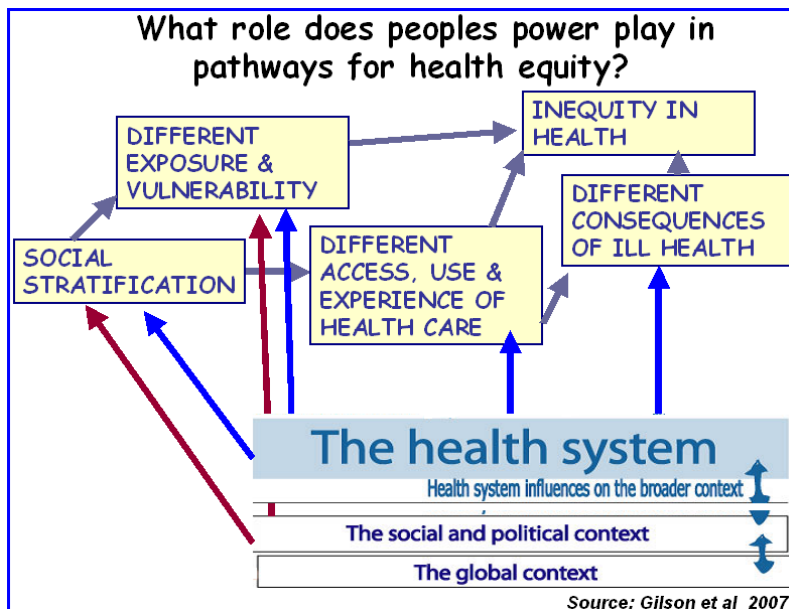 What role does peoples power play in
pathways for health equity?
INEQUITY IN
HEALTH
DIFFERENT
EXPOSURE &
VULNERABILITY
DIFFERENT
CONSEQUENCES
OF ILL HEALTH
SOCIAL
STRATIFICATION
DIFFERENT
ACCESS, USE &
EXPERIENCE OF
HEALTH CARE
The health system
Health system influences on the broader context
The social and political context
The global context
Source: Gilson et al 2007